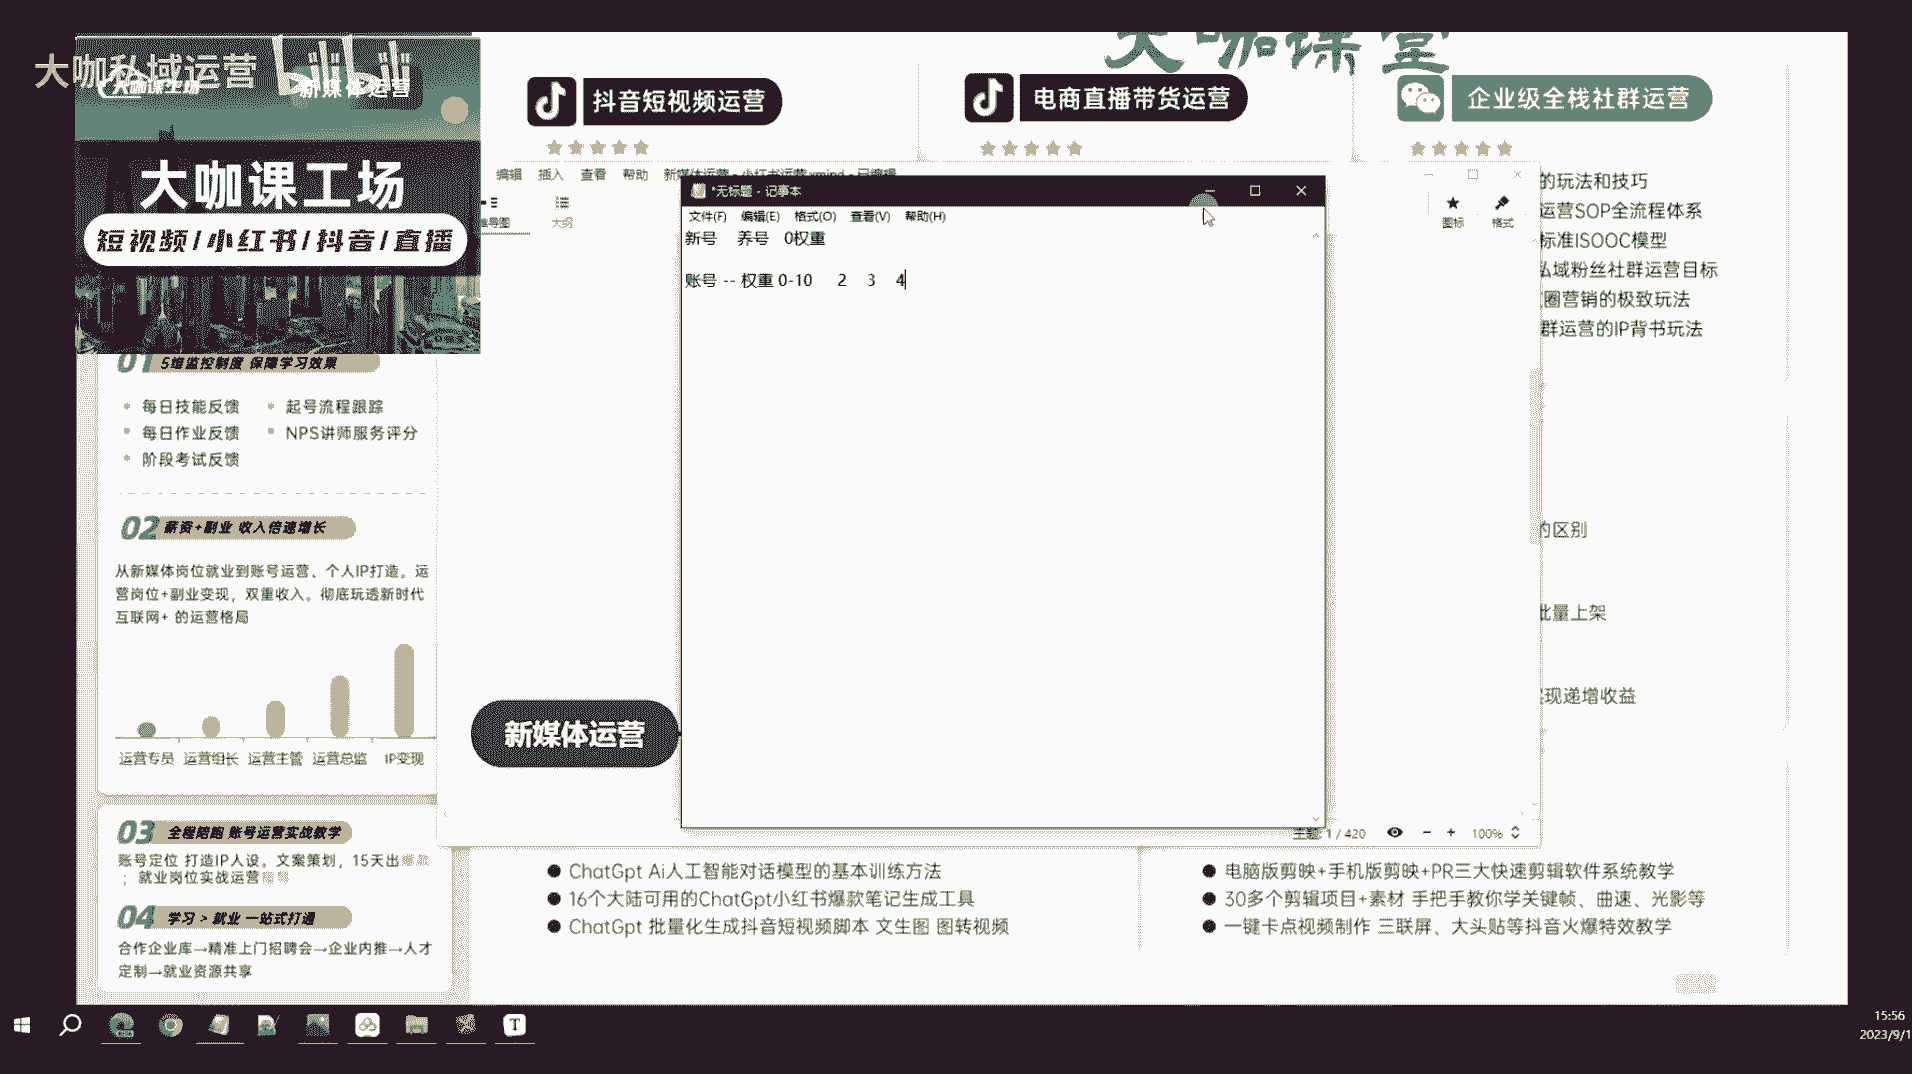 大咖私域运营
bilibili
大咖课工场
新媒体运营
大咖课工场
短视频/小红书/抖音/直播
大咖课堂
抖音短视频运营
电商直播带货运营
企业级全栈社群运营
编辑 插入 查看 帮助 新媒体运营 - 小红书运营.xmind - 已编辑
大纲
图标 格式
*无标题 - 记事本
文件(F) 编辑(E) 格式(O) 查看(V) 帮助(H)
新号 养号 0权重
账号 -- 权重 0-10 2 3 4
的玩法和技巧
运营SOP全流程体系
标准ISOOC模型
私域粉丝社群运营目标
圈营销的极致玩法
群运营的IP背书玩法
的区别
批量上架
现递增收益
01 5维监控制度 保障学习效果
每日技能反馈 起号流程跟踪
每日作业反馈 NPS讲师服务评分
阶段考试反馈
02 薪资+副业 收入倍速增长
从新媒体岗位就业到账号运营、个人IP打造。运
营岗位+副业变现，双重收入。彻底玩透新时代
互联网+ 的运营格局
运营专员 运营组长 运营主管 运营总监 IP变现
新媒体运营
03 全程陪跑 账号运营实战教学
账号定位 打造IP人设。文案策划，15天出爆款
；就业岗位实战运营
04 学习 > 就业 一站式打通
合作企业库→精准上门招聘会→企业内推→人才
定制→就业资源共享
主题: 1 / 420 100%
ChatGpt Ai人工智能对话模型的基本训练方法
16个大陆可用的ChatGpt小红书爆款笔记生成工具
ChatGpt 批量化生成抖音短视频脚本 文生图 图转视频
电脑版剪映+手机版剪映+PR三大快速剪辑软件系统教学
30多个剪辑项目+素材 手把手教你学关键帧、曲速、光影等
一键卡点视频制作 三联屏、大头贴等抖音火爆特效教学
15:56
2023/9/1